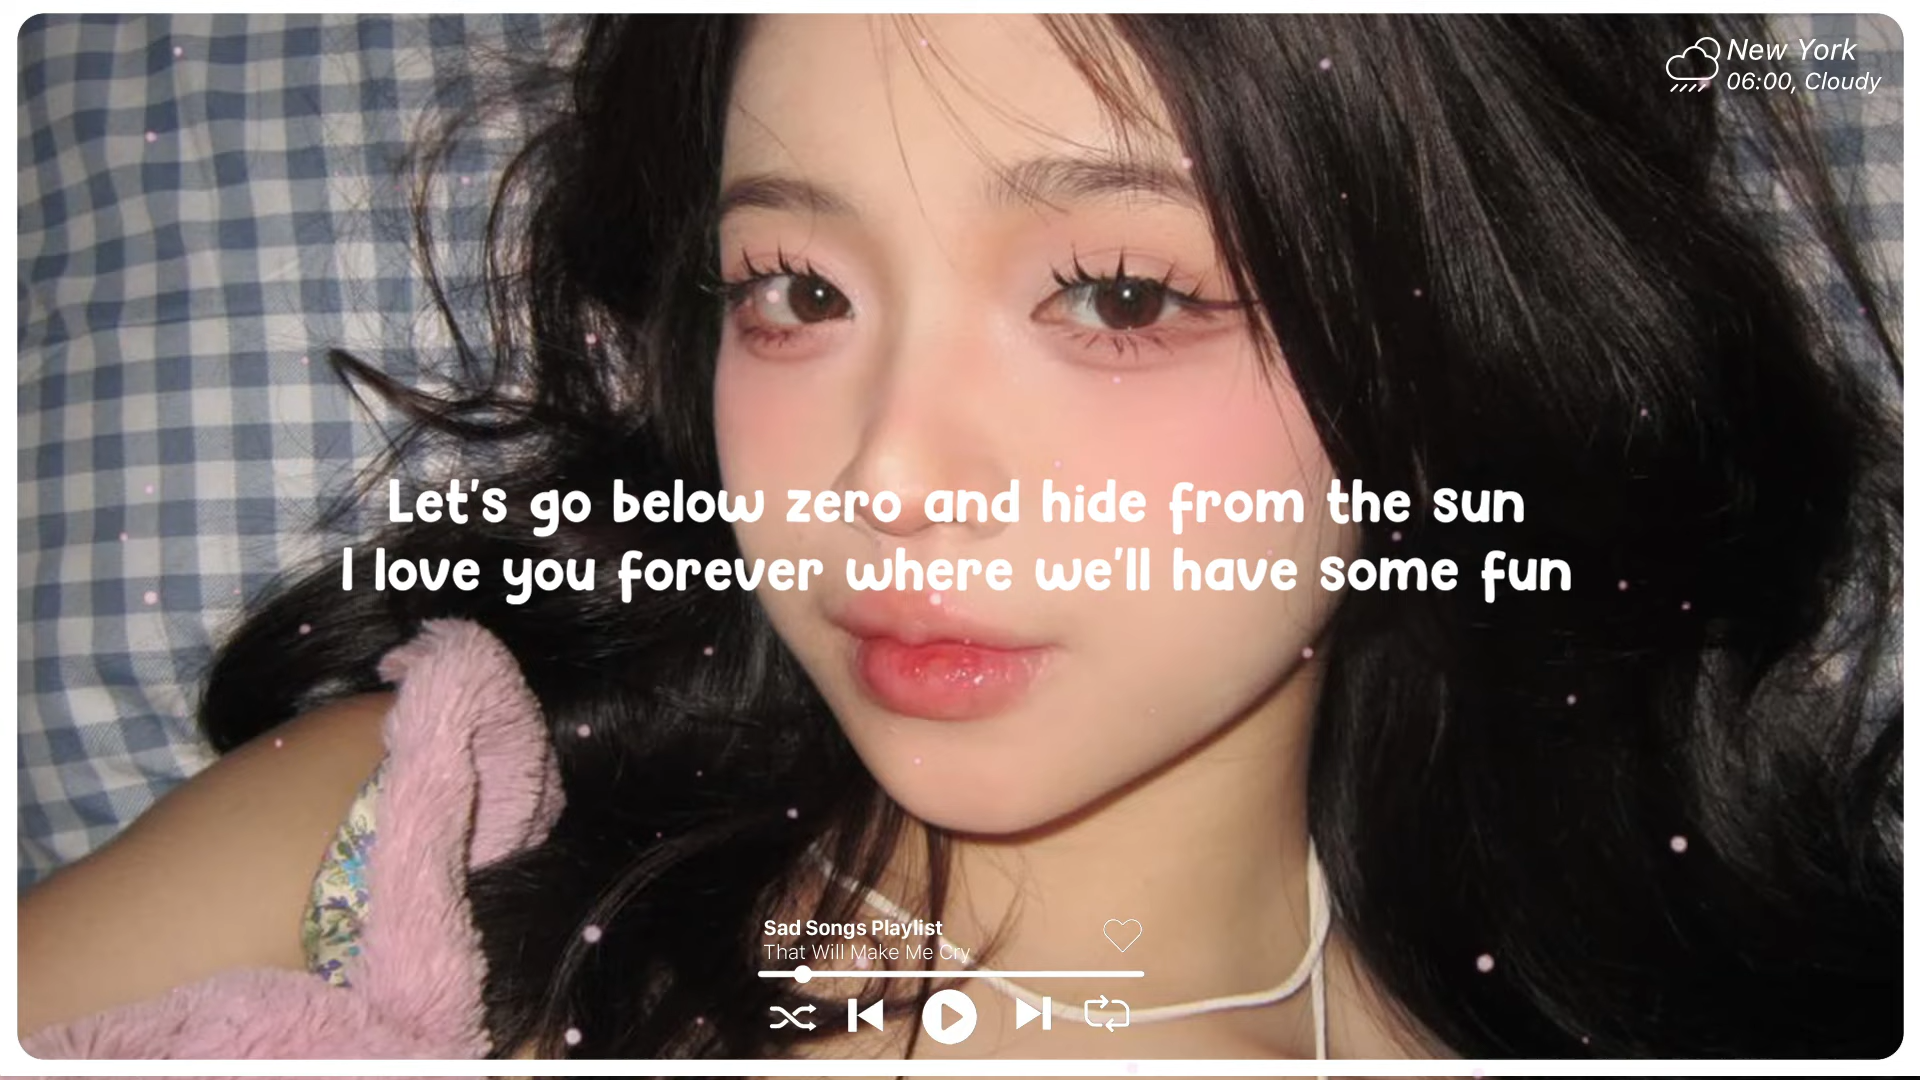 New York
06:00, Cloudy
Let's go below zero and hide from the sun
I love you forever where we'll have some fun
Sad Songs Playlist
That Will Make Me Cry